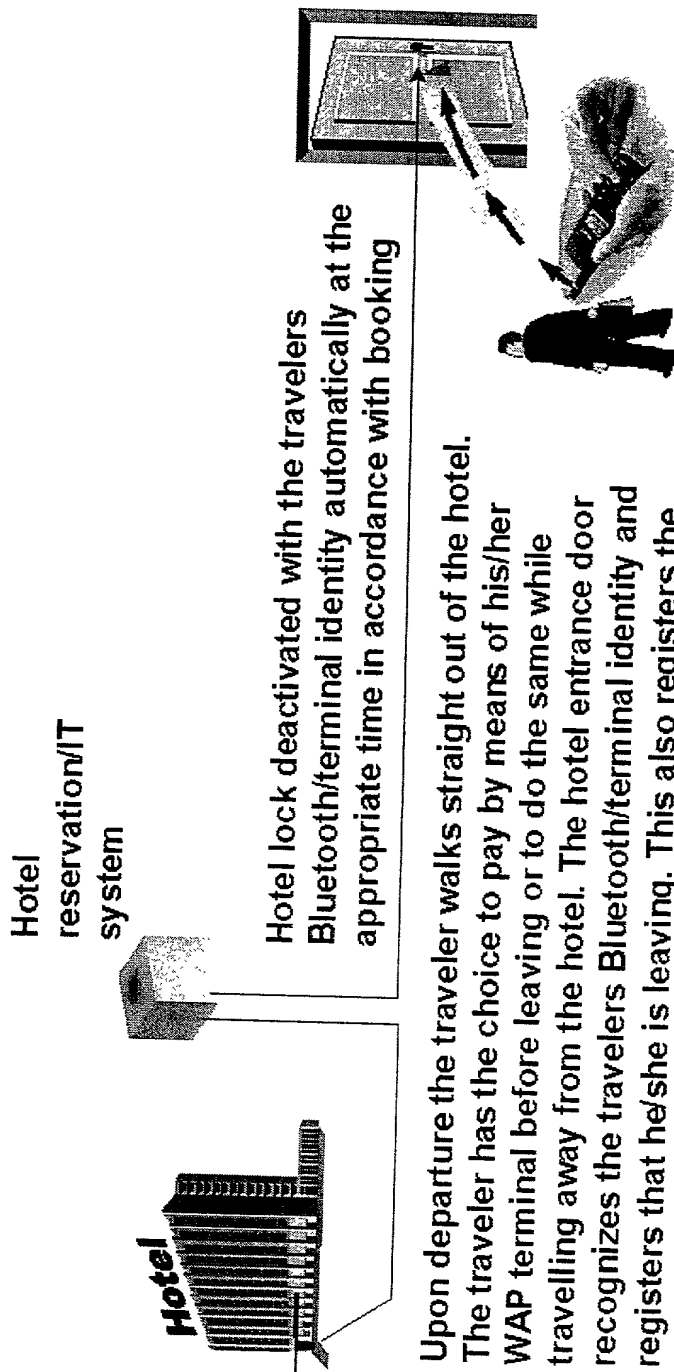 Hotel
reservation/IT
system
Hotel
Hotel lock deactivated with the travelers
Bluetooth/terminal identity automatically at the
appropriate time in accordance with booking
Upon departure the traveler walks straight out of the hotel.
The traveler has the choice to pay by means of his/her
WAP terminal before leaving or to do the same while
travelling away from the hotel. The hotel entrance door
recognizes the travelers Bluetooth/terminal identity and
registers that he/she is leaving. This also registers the